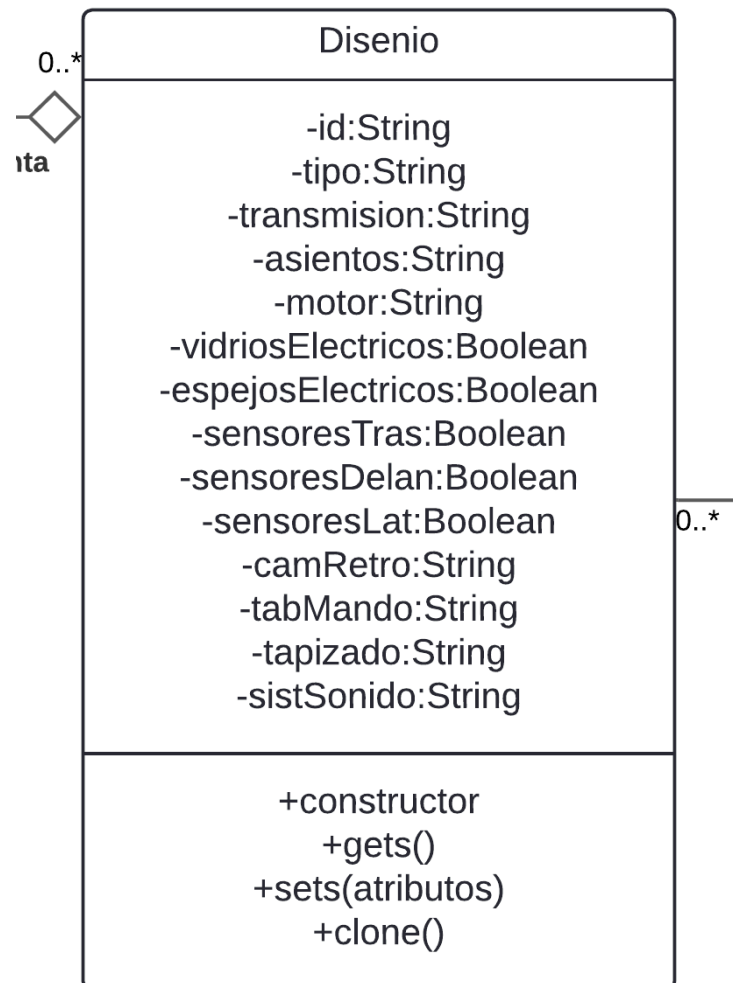 Disenio
0..*
nta
-id:String
-tipo:String
-transmision:String
-asientos:String
-motor:String
-vidriosElectricos:Boolean
-espejosElectricos:Boolean
-sensoresTras:Boolean
-sensoresDelan:Boolean
-sensoresLat:Boolean
0..*
-camRetro:String
-tabMando:String
-tapizado:String
-sistSonido:String
+constructor
+gets()
+sets(atributos)
+clone()